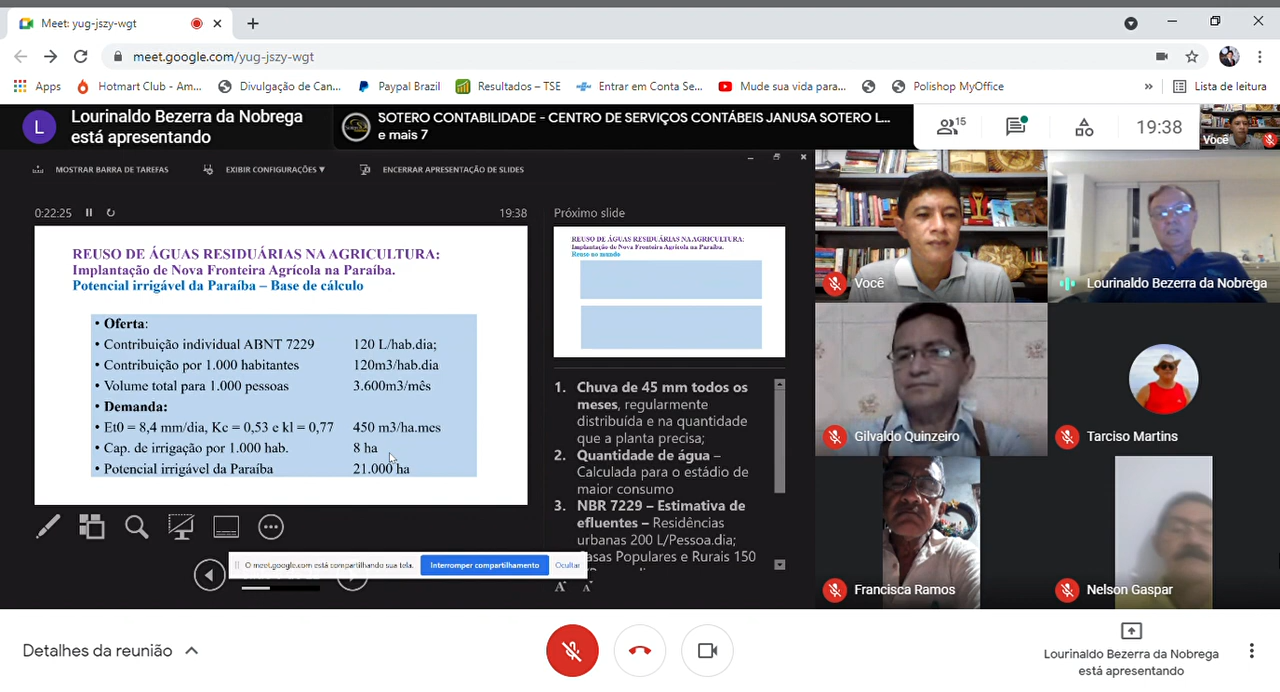 Meet: yug-jszy-wgt
meet.google.com/yug-jszy-wgt
Apps
Hotmart Club - Am...
Divulgação de Can...
Paypal Brazil
Resultados – TSE
Entrar em Conta Se...
Mude sua vida para...
Polishop MyOffice
»
Lista de leitura
L
Lourinaldo Bezerra da Nobrega
está apresentando
SOTERO CONTABILIDADE - CENTRO DE SERVIÇOS CONTÁBEIS JANUSA SOTERO L...
e mais 7
15
19:38
Você
MOSTRAR BARRA DE TAREFAS
EXIBIR CONFIGURAÇÕES ▼
ENCERRAR APRESENTAÇÃO DE SLIDES
0:22:25
19:38
REUSO DE ÁGUAS RESIDUÁRIAS NA AGRICULTURA:
Implantação de Nova Fronteira Agrícola na Paraíba.
Potencial irrigável da Paraíba – Base de cálculo
• Oferta:
• Contribuição individual ABNT 7229 120 L/hab.dia;
• Contribuição por 1.000 habitantes 120m3/hab.dia
• Volume total para 1.000 pessoas 3.600m3/mês
• Demanda:
• Et0 = 8,4 mm/dia, Kc = 0,53 e kl = 0,77 450 m3/ha.mes
• Cap. de irrigação por 1.000 hab. 8 ha
• Potencial irrigável da Paraíba 21.000 ha
Próximo slide
REUSO DE ÁGUAS RESIDUÁRIAS NA AGRICULTURA:
Implantação de Nova Fronteira Agrícola na Paraíba.
Reuso no mundo
1. Chuva de 45 mm todos os
meses, regularmente
distribuída e na quantidade
que a planta precisa;
2. Quantidade de água –
Calculada para o estádio de
maior consumo
3. NBR 7229 – Estimativa de
efluentes – Residências
urbanas 200 L/Pessoa.dia;
Casas Populares e Rurais 150
O meet.google.com está compartilhando sua tela.
Interromper compartilhamento
Ocultar
A A
Você
Lourinaldo Bezerra da Nobrega
Gilvaldo Quinzeiro
Tarciso Martins
Francisca Ramos
Nelson Gaspar
Detalhes da reunião
Lourinaldo Bezerra da Nobrega
está apresentando